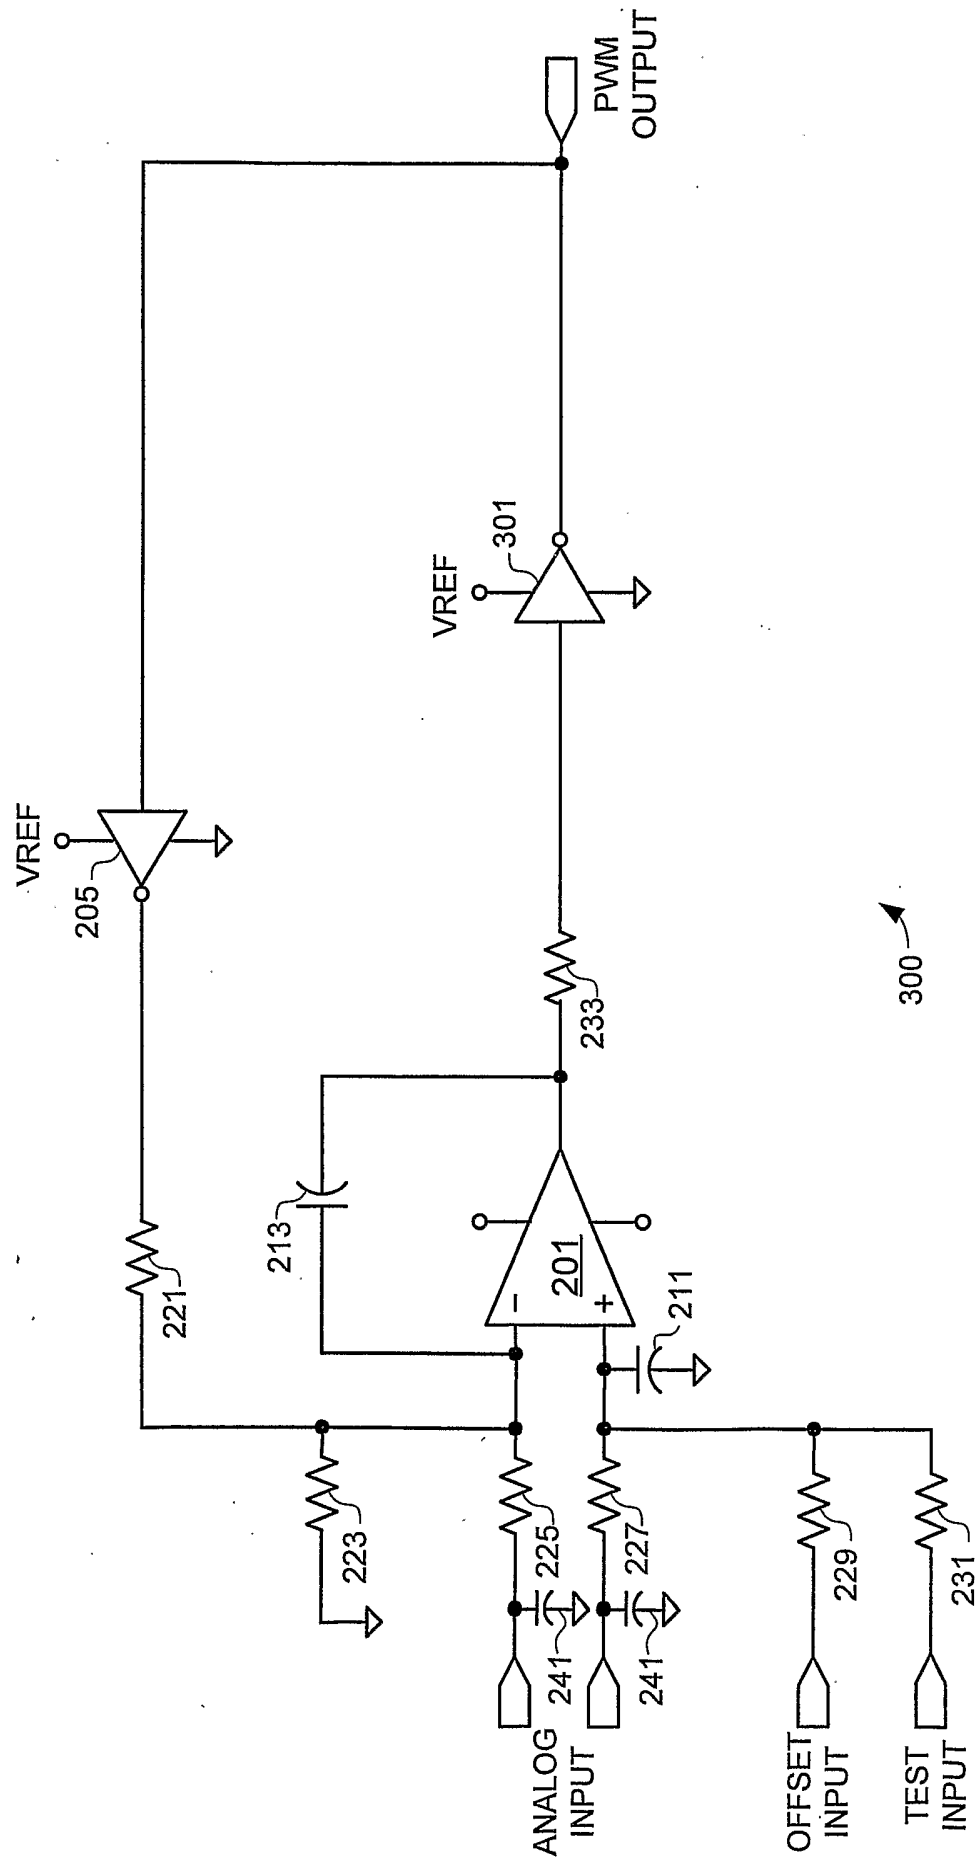 PWM
OUTPUT
VREF
205
VREF
301
233
300
213
221
201
−
+
211
223
225
227
241
241
229
231
ANALOG
INPUT
OFFSET
INPUT
TEST
INPUT